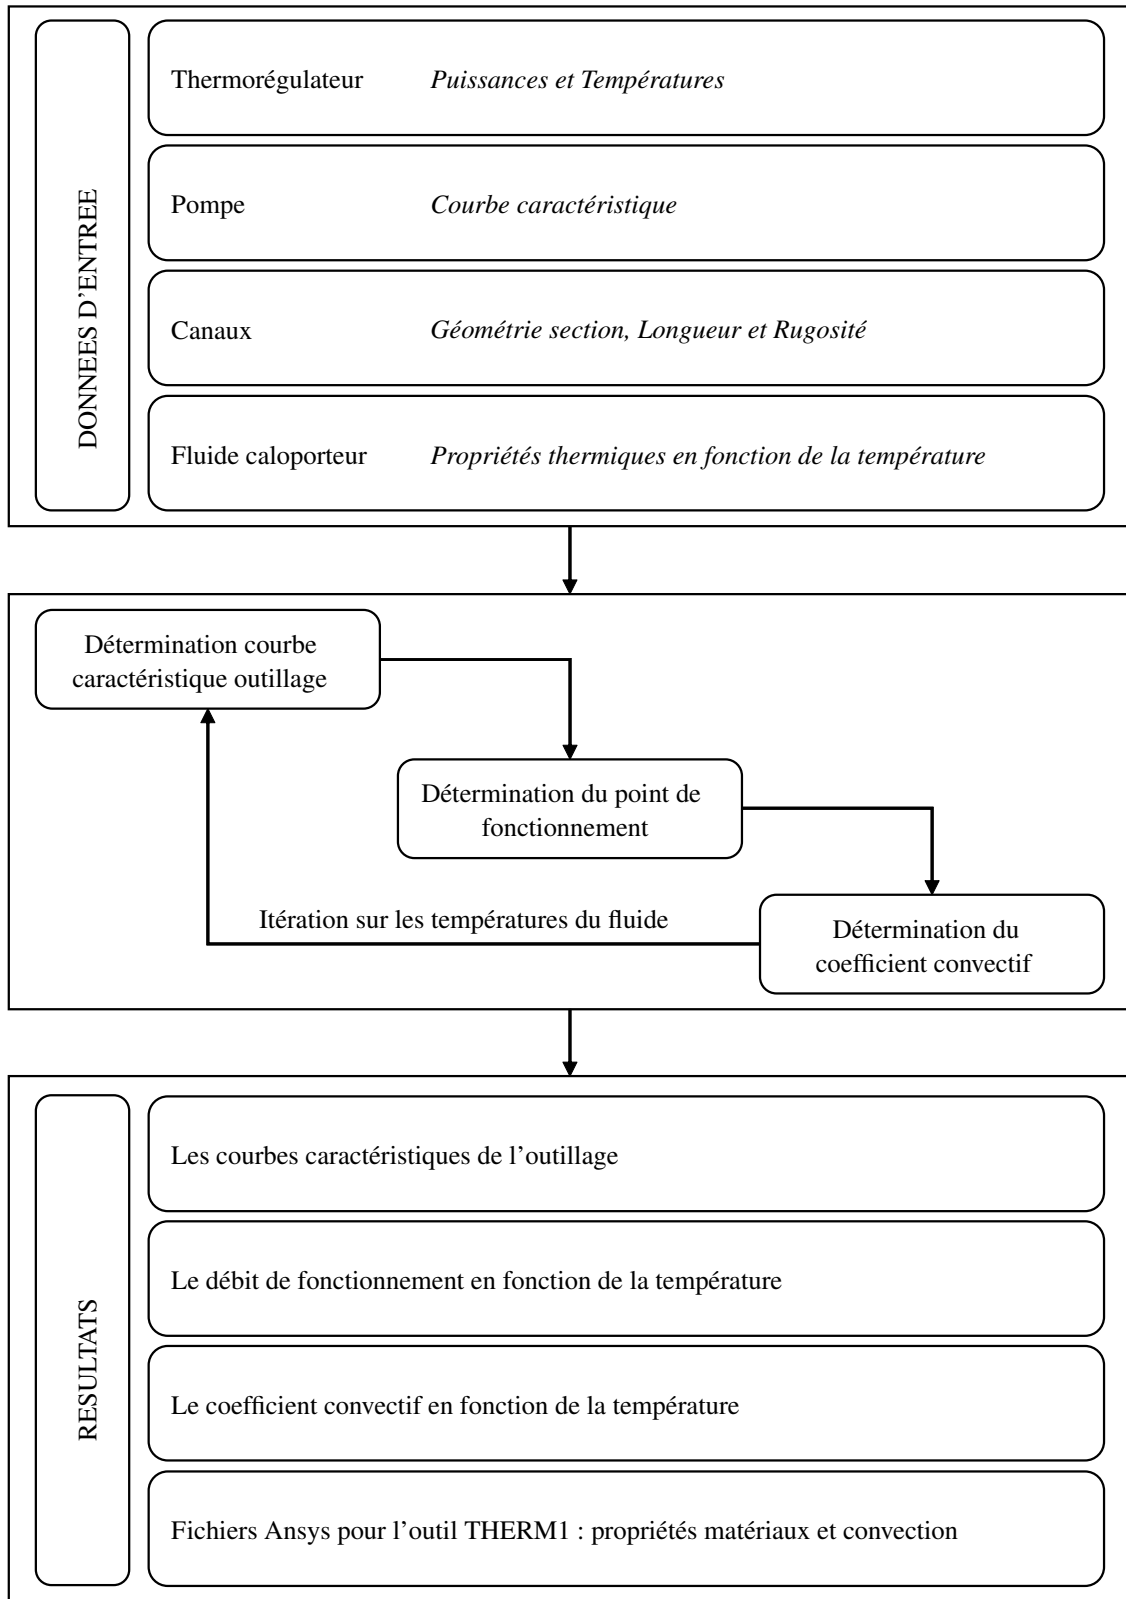 DONNEES D'ENTREE
Thermorégulateur Puissances et Températures
Pompe Courbe caractéristique
Canaux Géométrie section, Longueur et Rugosité
Fluide caloporteur Propriétés thermiques en fonction de la température
Détermination courbe
caractéristique outillage
Détermination du point de
fonctionnement
Itération sur les températures du fluide
Détermination du
coefficient convectif
RESULTATS
Les courbes caractéristiques de l'outillage
Le débit de fonctionnement en fonction de la température
Le coefficient convectif en fonction de la température
Fichiers Ansys pour l'outil THERM1 : propriétés matériaux et convection